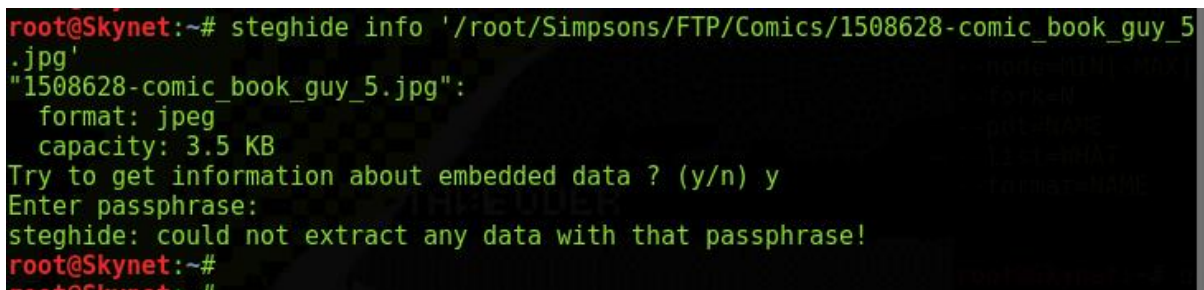 root@Skynet:~# steghide info '/root/Simpsons/FTP/Comics/1508628-comic_book_guy_5
.jpg'
"1508628-comic_book_guy_5.jpg":
  format: jpeg
  capacity: 3.5 KB
Try to get information about embedded data ? (y/n) y
Enter passphrase:
steghide: could not extract any data with that passphrase!
root@Skynet:~#